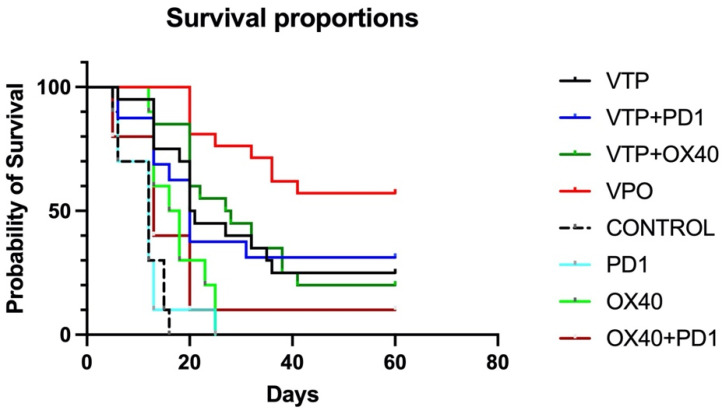 Survival proportions
Probability of Survival
100
50
0
0 20 40 60 80
Days
VTP
VTP+PD1
VTP+OX40
VPO
CONTROL
PD1
OX40
OX40+PD1